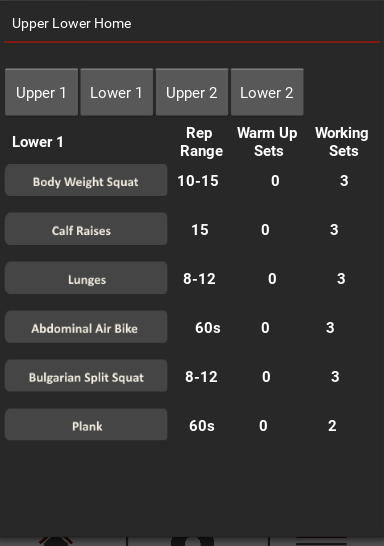 Upper Lower Home
Upper 1 Lower 1 Upper 2 Lower 2
Lower 1 Rep Range Warm Up Sets Working Sets
Body Weight Squat 10-15 0 3
Calf Raises 15 0 3
Lunges 8-12 0 3
Abdominal Air Bike 60s 0 3
Bulgarian Split Squat 8-12 0 3
Plank 60s 0 2